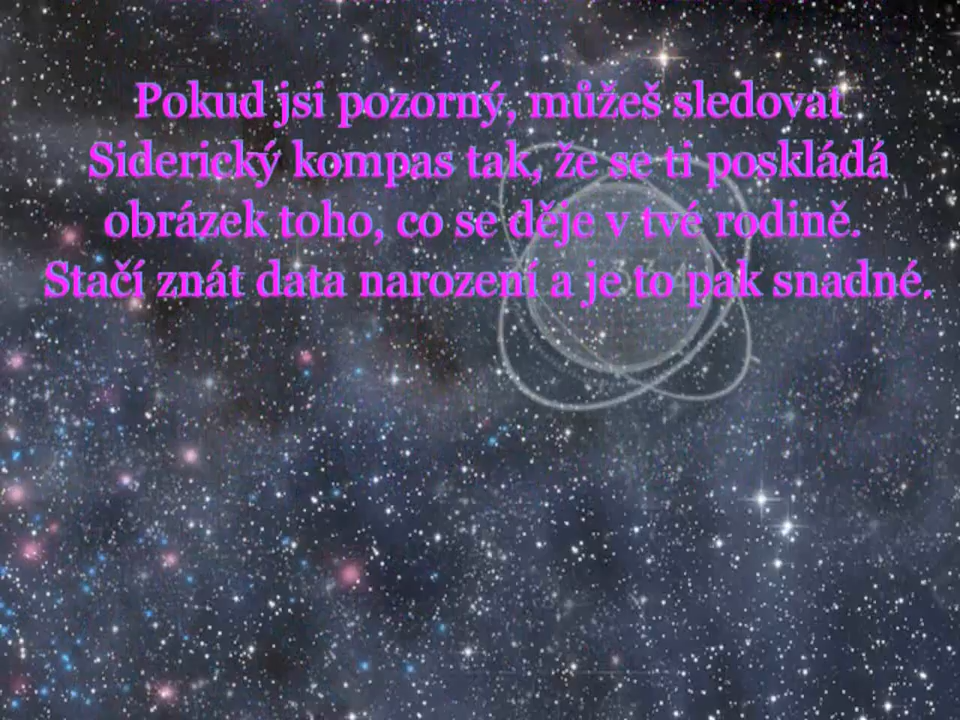 Pokud jsi pozorný, můžeš sledovat
Siderický kompas tak, že se ti poskládá
obrázek toho, co se děje v tvé rodině.
Stačí znát data narození a je to pak snadné.